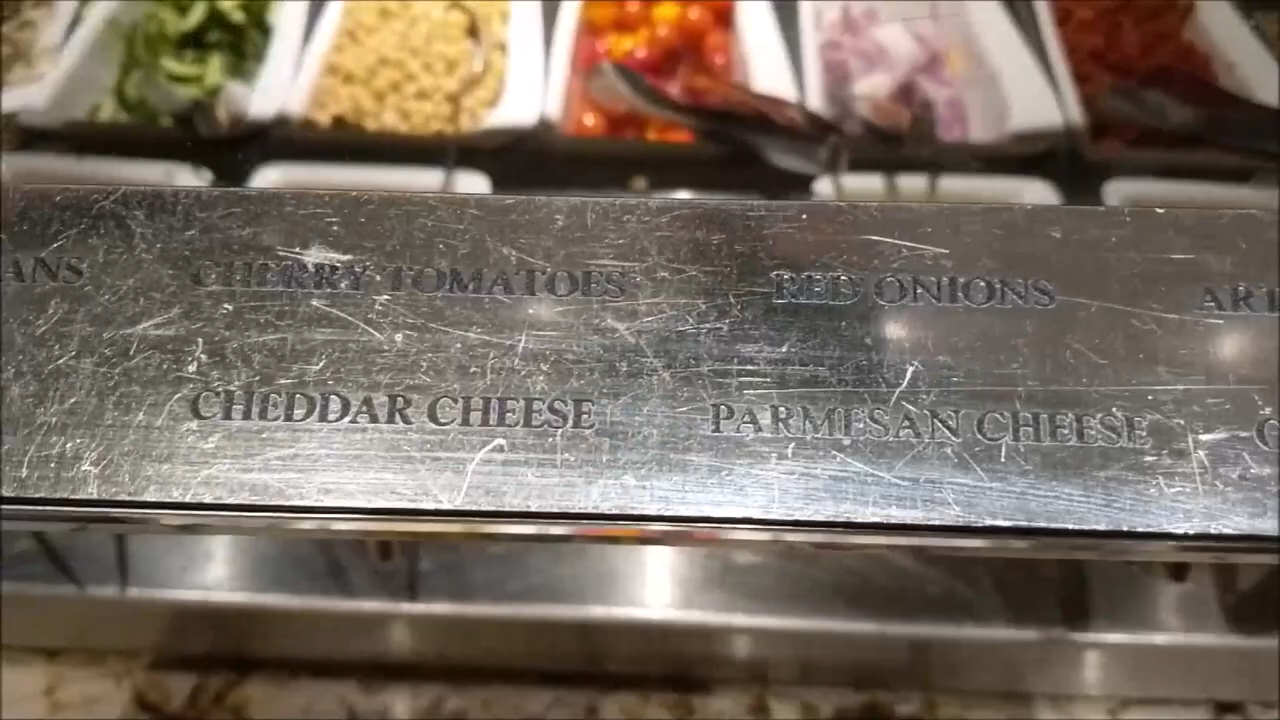 CHERRY TOMATOES RED ONIONS
CHEDDAR CHEESE PARMESAN CHEESE